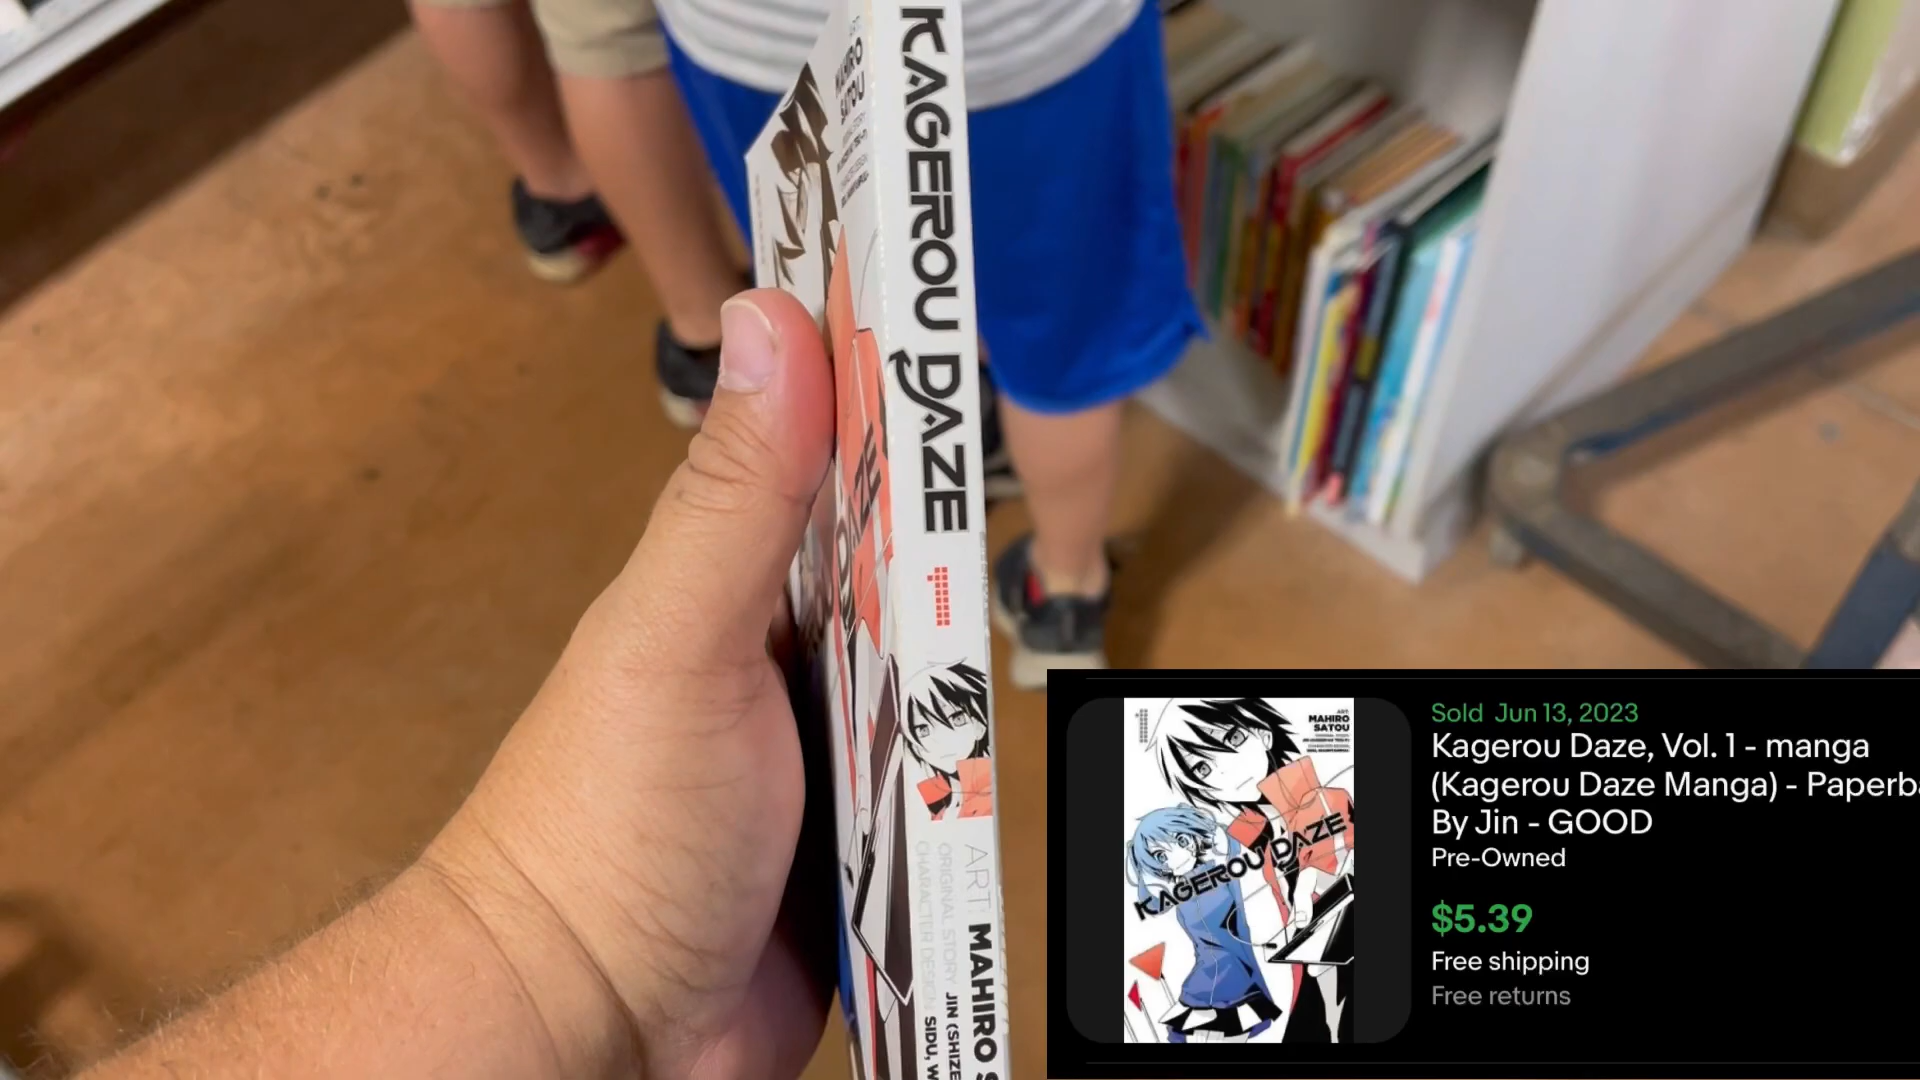 KAGEROU DAZE
1
ART: MAHIRO S
ORIGINAL STORY: JIN (SHIZE
CHARACTER DESIGN: SIDU, W
MAHIRO
SATOU
DAZE
Sold Jun 13, 2023
Kagerou Daze, Vol. 1 - manga
(Kagerou Daze Manga) - Paperba
By Jin - GOOD
Pre-Owned
$5.39
Free shipping
Free returns
ART:
MAHIRO
SATOU
KAGEROU DAZE